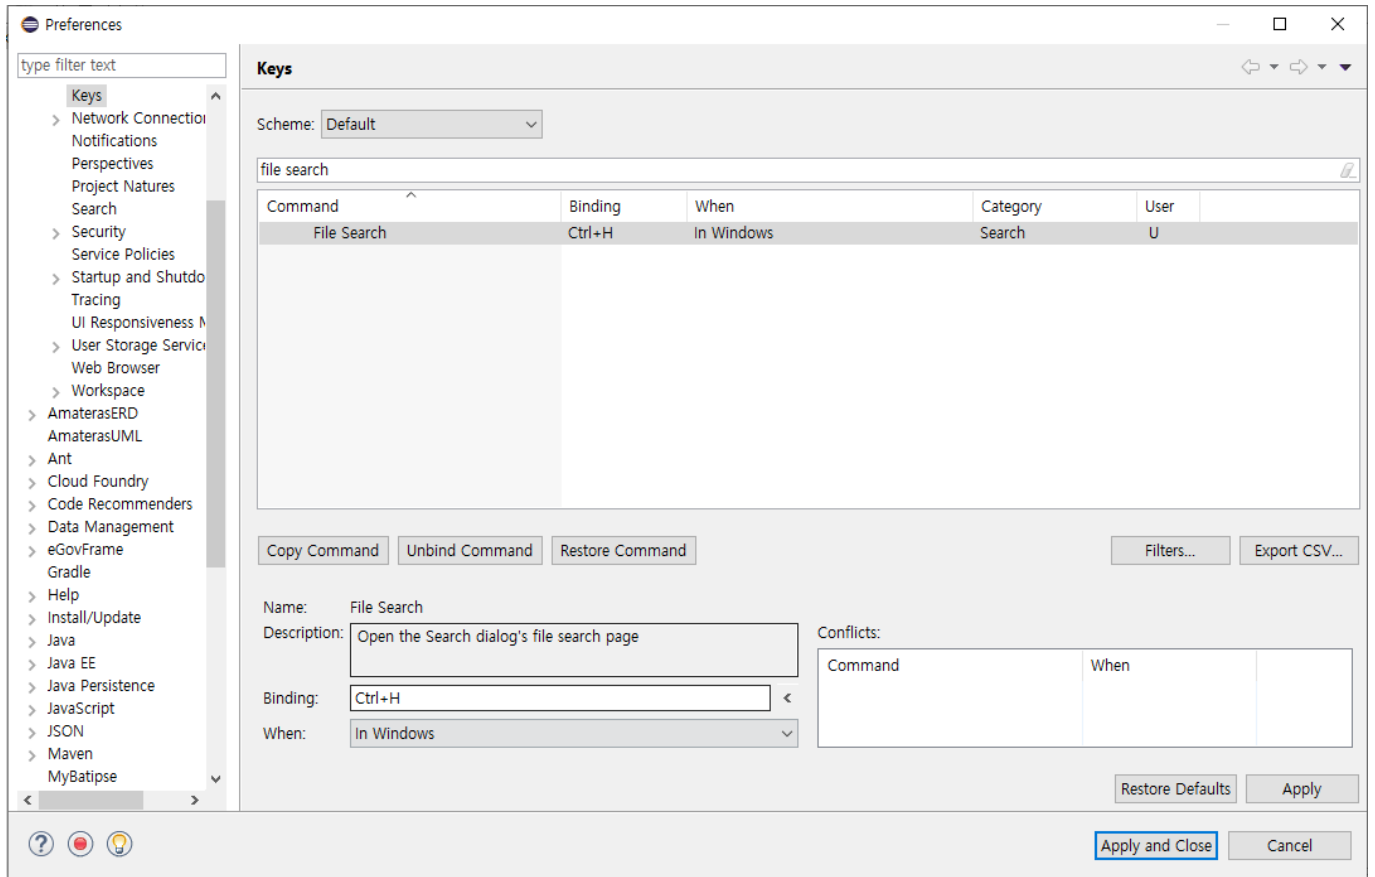 Preferences
type filter text
Keys
Network Connection
Notifications
Perspectives
Project Natures
Search
Security
Service Policies
Startup and Shutdo
Tracing
UI Responsiveness M
User Storage Service
Web Browser
Workspace
AmaterasERD
AmaterasUML
Ant
Cloud Foundry
Code Recommenders
Data Management
eGovFrame
Gradle
Help
Install/Update
Java
Java EE
Java Persistence
JavaScript
JSON
Maven
MyBatipse
Keys
Scheme: Default
file search
Command Binding When Category User
File Search Ctrl+H In Windows Search U
Copy Command Unbind Command Restore Command Filters... Export CSV...
Name: File Search
Description: Open the Search dialog's file search page
Binding: Ctrl+H
When: In Windows
Conflicts:
Command When
Restore Defaults Apply
Apply and Close Cancel